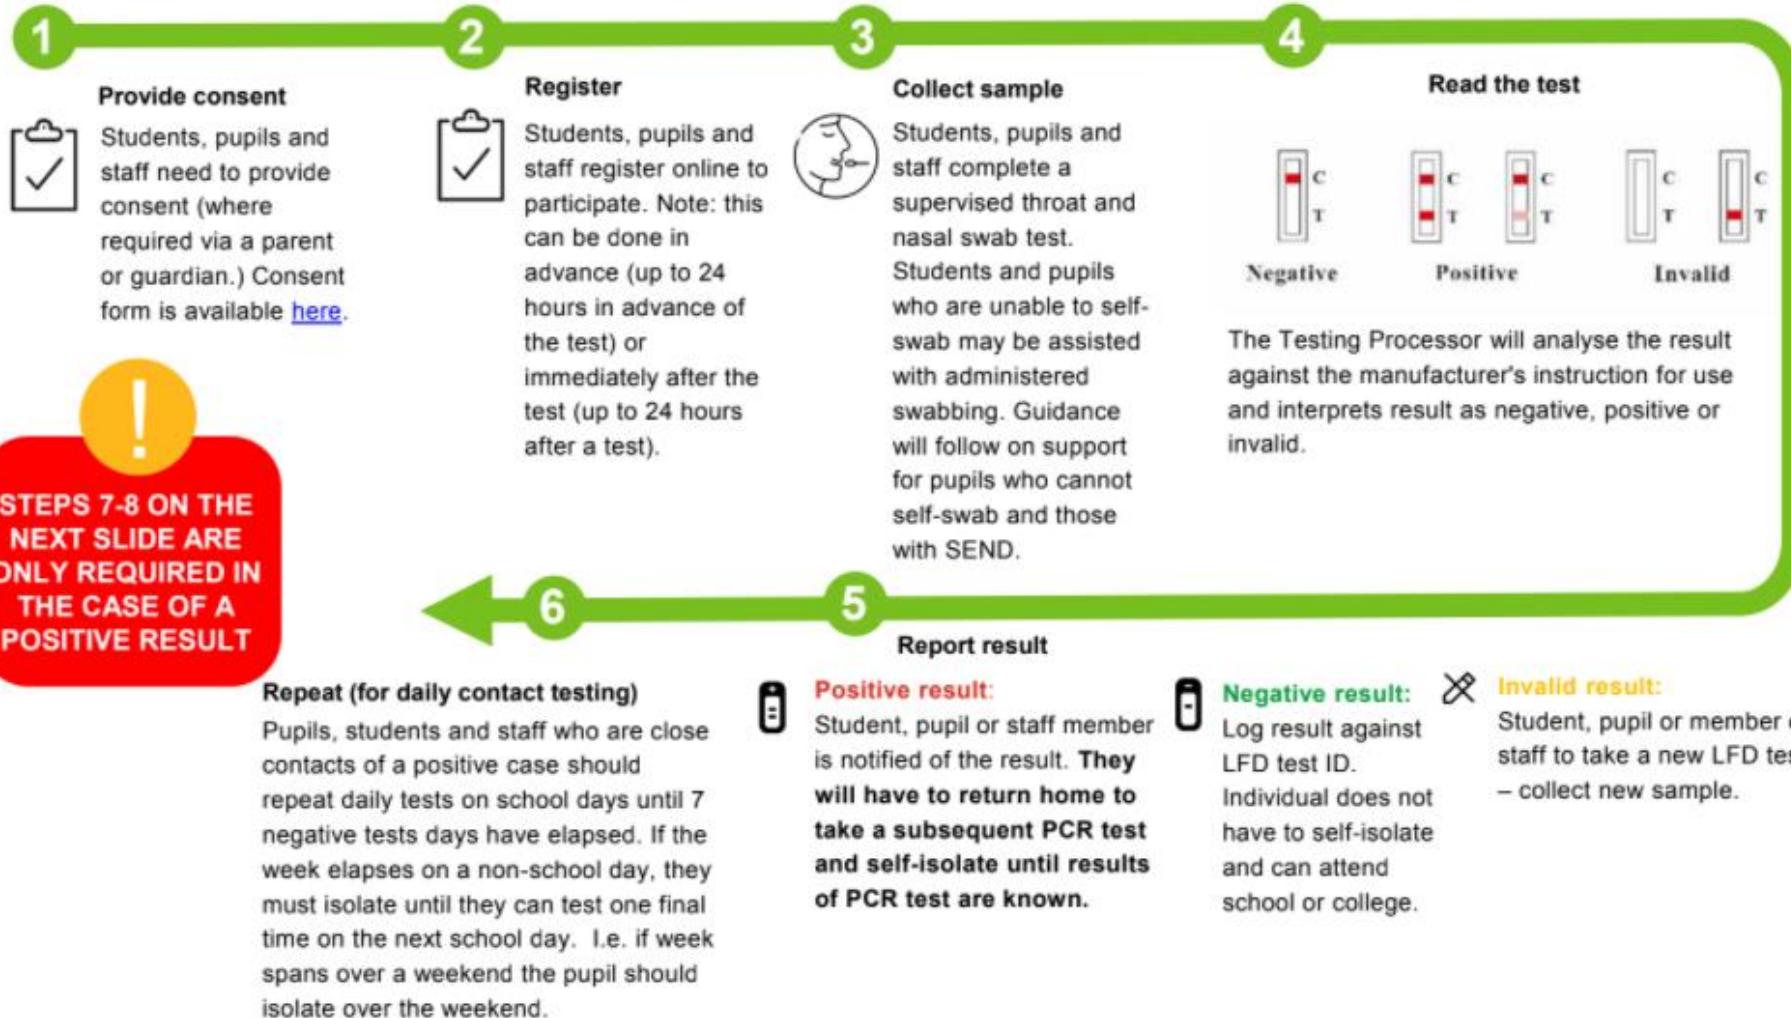 1
2
3
4
Provide consent
Students, pupils and
staff need to provide
consent (where
required via a parent
or guardian.) Consent
form is available here.
Register
Students, pupils and
staff register online to
participate. Note: this
can be done in
advance (up to 24
hours in advance of
the test) or
immediately after the
test (up to 24 hours
after a test).
Collect sample
Students, pupils and
staff complete a
supervised throat and
nasal swab test.
Students and pupils
who are unable to self-
swab may be assisted
with administered
swabbing. Guidance
will follow on support
for pupils who cannot
self-swab and those
with SEND.
Read the test
C C C C C
T T T T T
Negative Positive Invalid
The Testing Processor will analyse the result
against the manufacturer's instruction for use
and interprets result as negative, positive or
invalid.
!
STEPS 7-8 ON THE
NEXT SLIDE ARE
ONLY REQUIRED IN
THE CASE OF A
POSITIVE RESULT
5
Report result
Positive result:
Student, pupil or staff member
is notified of the result. They
will have to return home to
take a subsequent PCR test
and self-isolate until results
of PCR test are known.
Negative result:
Log result against
LFD test ID.
Individual does not
have to self-isolate
and can attend
school or college.
Invalid result:
Student, pupil or member
staff to take a new LFD
– collect new sample.
6
Repeat (for daily contact testing)
Pupils, students and staff who are close
contacts of a positive case should
repeat daily tests on school days until 7
negative tests days have elapsed. If the
week elapses on a non-school day, they
must isolate until they can test one final
time on the next school day. I.e. if week
spans over a weekend the pupil should
isolate over the weekend.